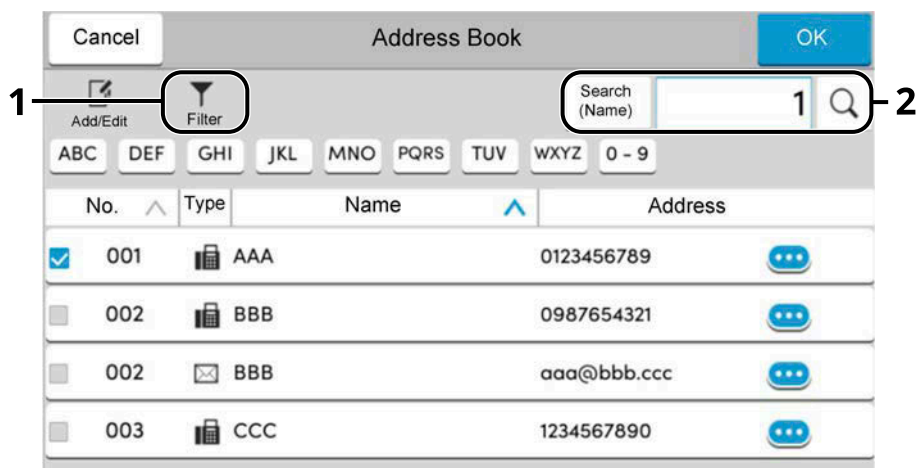 Cancel Address Book OK
1 Add/Edit Filter Search (Name) 1 2
ABC DEF GHI JKL MNO PQRS TUV WXYZ 0 - 9
No. Type Name Address
001 AAA 0123456789
002 BBB 0987654321
002 BBB aaa@bbb.ccc
003 CCC 1234567890